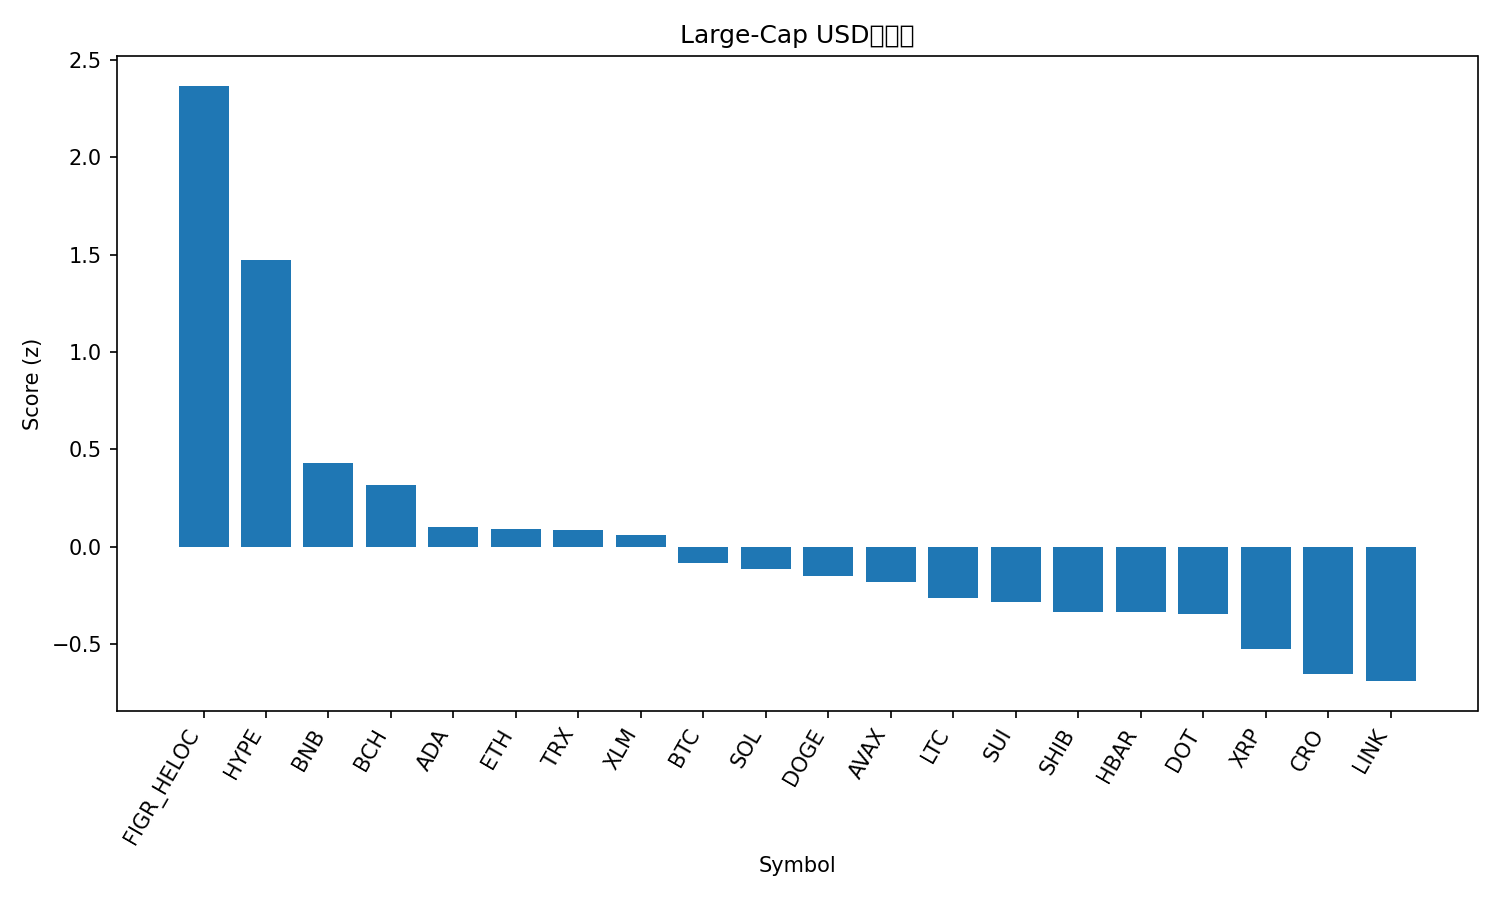 Large-Cap USD
2.5
2.0
1.5
1.0
0.5
0.0
−0.5
Score (z)
FIGR_HELOC
HYPE
BNB
BCH
ADA
ETH
TRX
XLM
BTC
SOL
DOGE
AVAX
LTC
SUI
SHIB
HBAR
DOT
XRP
CRO
LINK
Symbol